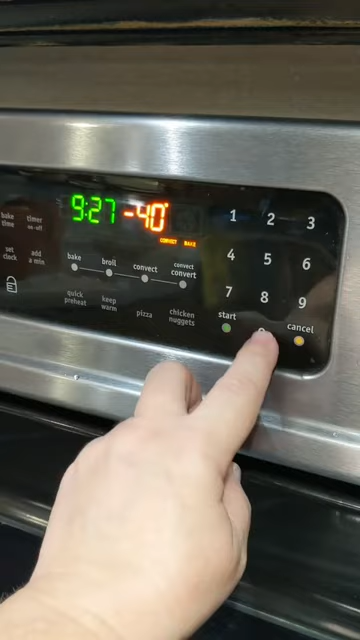 9:27 -40°
CONVECT BAKE
bake time
timer on·off
1 2 3
set clock
add a min
bake broil convect convect convert
4 5 6
quick preheat
keep warm
pizza
chicken nuggets
7 8 9
start cancel